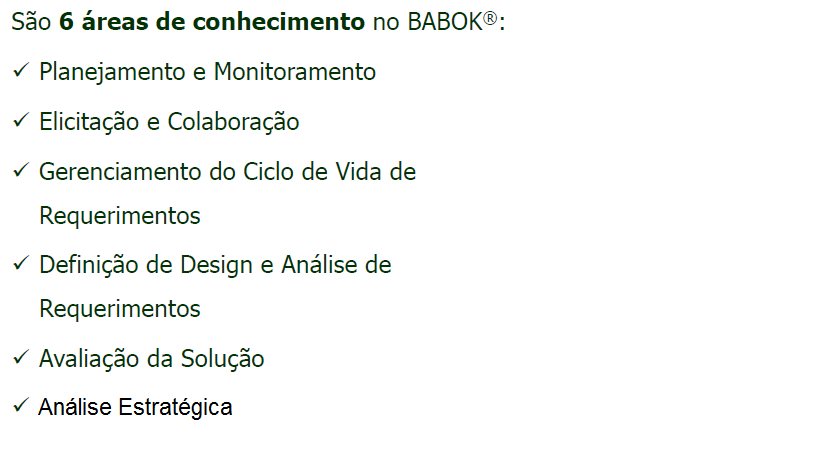 São 6 áreas de conhecimento no BABOK®:
✓ Planejamento e Monitoramento
✓ Elicitação e Colaboração
✓ Gerenciamento do Ciclo de Vida de
Requerimentos
✓ Definição de Design e Análise de
Requerimentos
✓ Avaliação da Solução
✓ Análise Estratégica